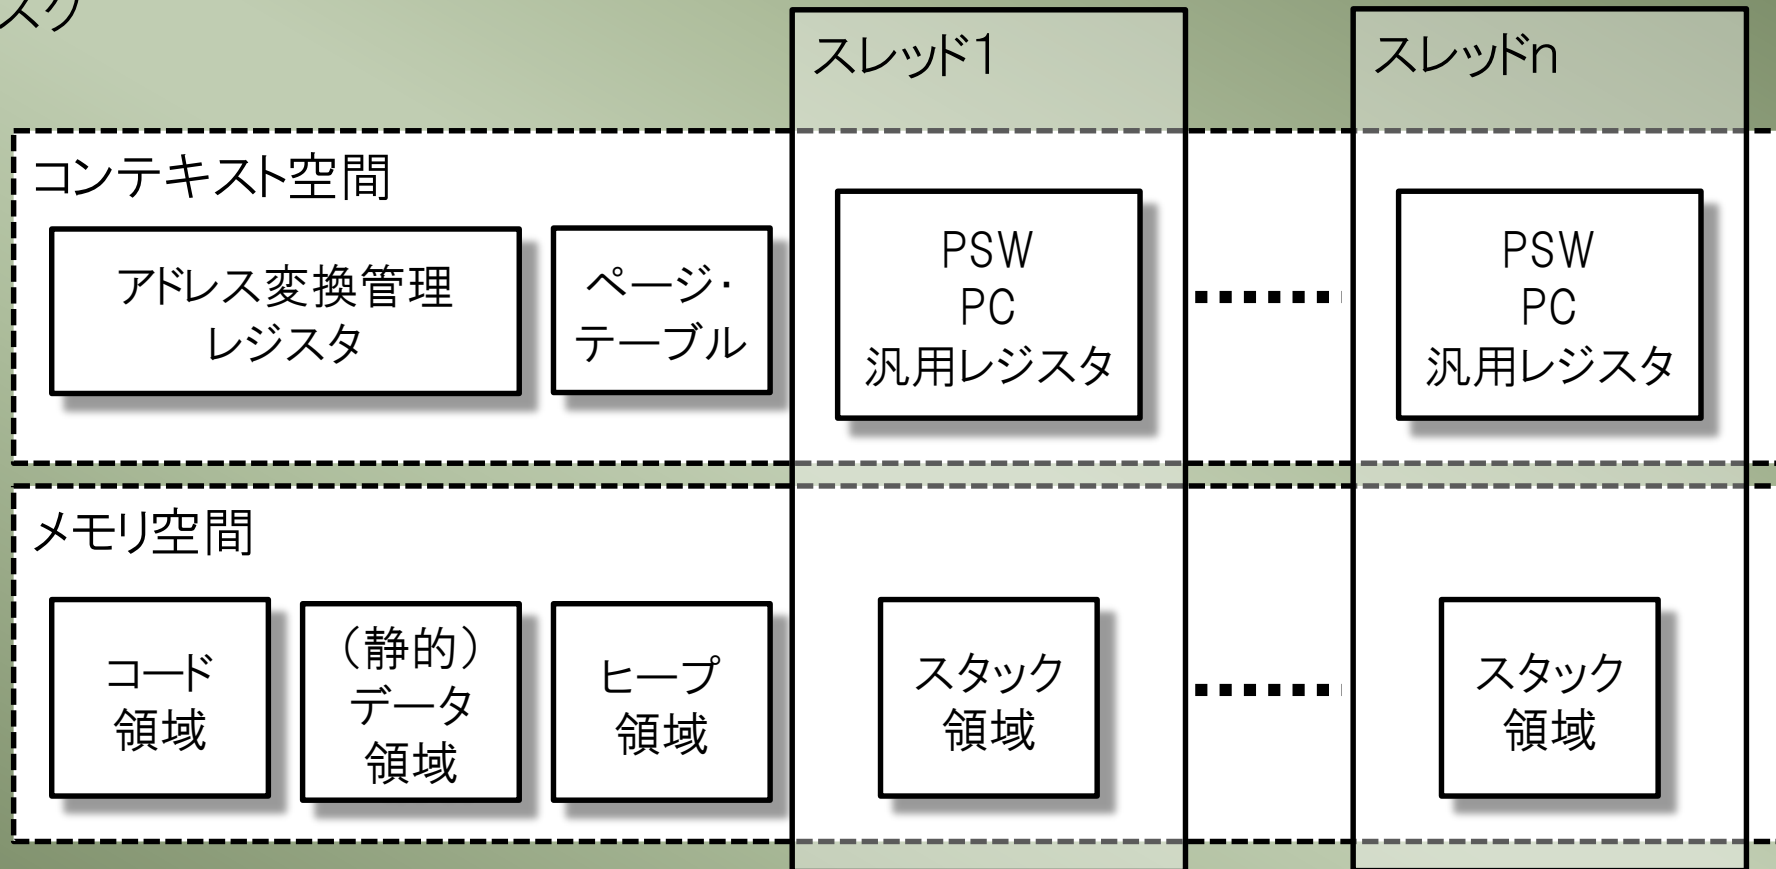 スク
スレッド1
スレッドn
コンテキスト空間
アドレス変換管理
レジスタ
ページ・
テーブル
PSW
PC
汎用レジスタ
PSW
PC
汎用レジスタ
メモリ空間
コード
領域
（静的）
データ
領域
ヒープ
領域
スタック
領域
スタック
領域